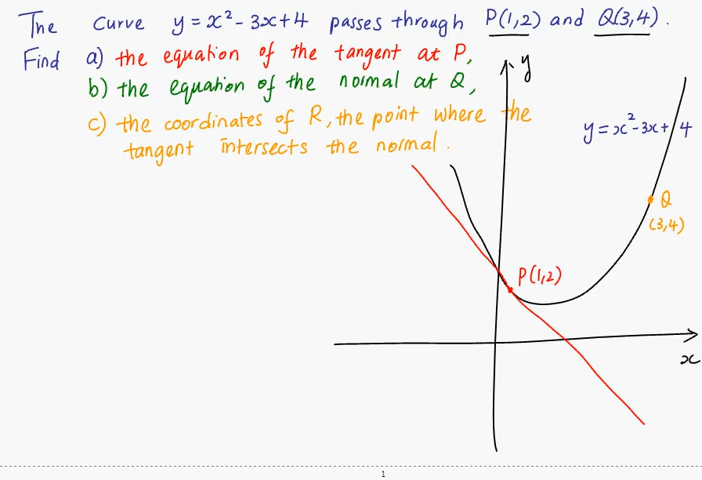 The curve y = x² - 3x + 4 passes through P(1,2) and Q(3,4).
Find a) the equation of the tangent at P,
b) the equation of the normal at Q,
c) the coordinates of R, the point where the
tangent intersects the normal.
y
y = x² - 3x + 4
Q
(3,4)
P(1,2)
x
1